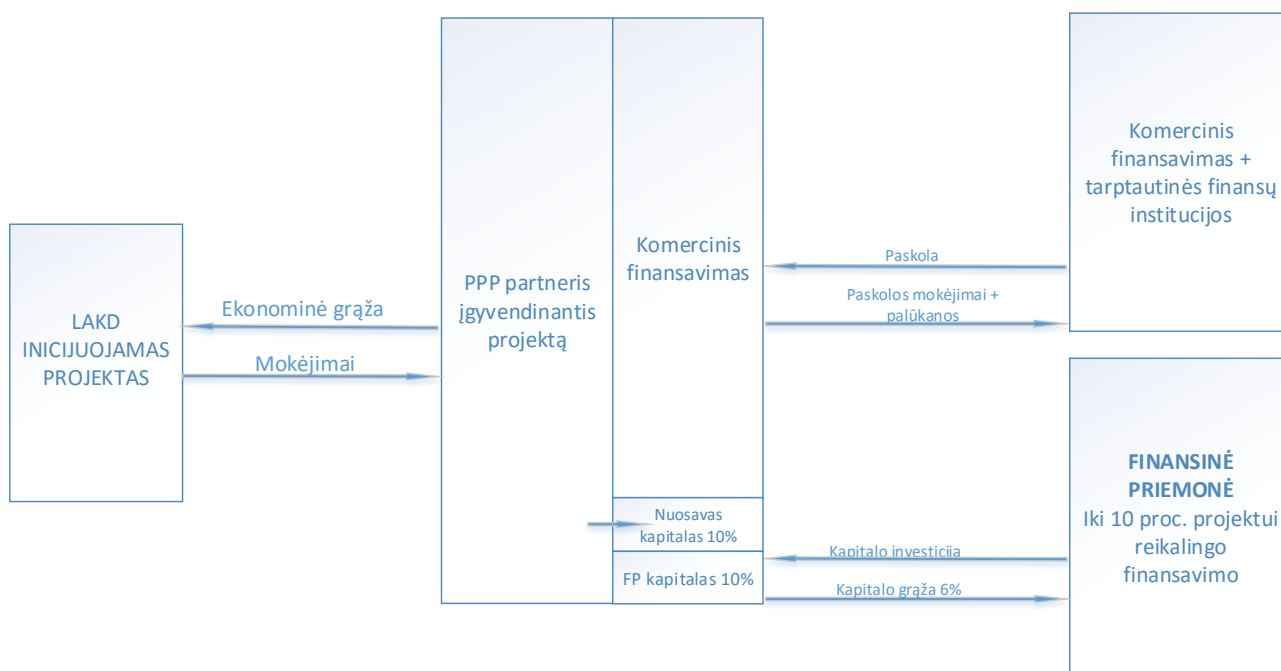 LAKD
INICIJUOJAMAS
PROJEKTAS
Ekonominė grąža
Mokėjimai
PPP partneris
įgyvendinantis
projektą
Komercinis
finansavimas
Nuosavas
kapitalas 10%
FP kapitalas 10%
Paskola
Paskolos mokėjimai +
palūkanos
Kapitalo investicija
Kapitalo grąža 6%
Komercinis
finansavimas +
tarptautinės finansų
institucijos
FINANSINĖ
PRIEMONĖ
Iki 10 proc. projektui
reikalingo
finansavimo